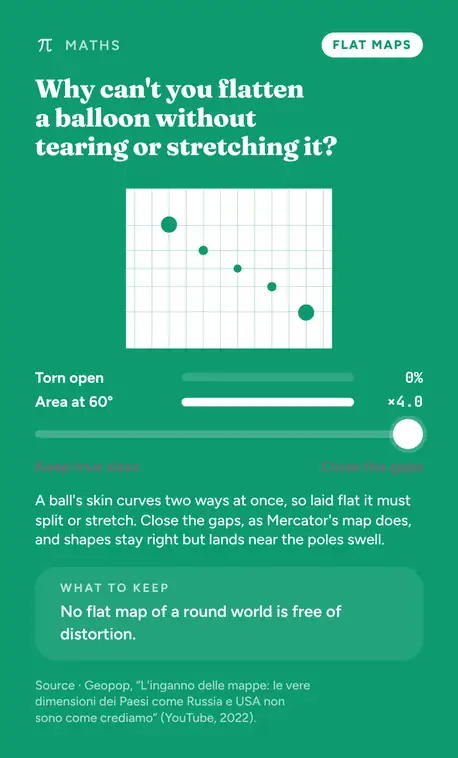 π MATHS
FLAT MAPS
Why can't you flatten
a balloon without
tearing or stretching it?
Torn open 0%
Area at 60° ×4.0
Keep true sizes Close the gaps
A ball's skin curves two ways at once, so laid flat it must
split or stretch. Close the gaps, as Mercator's map does,
and shapes stay right but lands near the poles swell.
WHAT TO KEEP
No flat map of a round world is free of
distortion.
Source · Geopop, “L'inganno delle mappe: le vere
dimensioni dei Paesi come Russia e USA non
sono come crediamo” (YouTube, 2022).